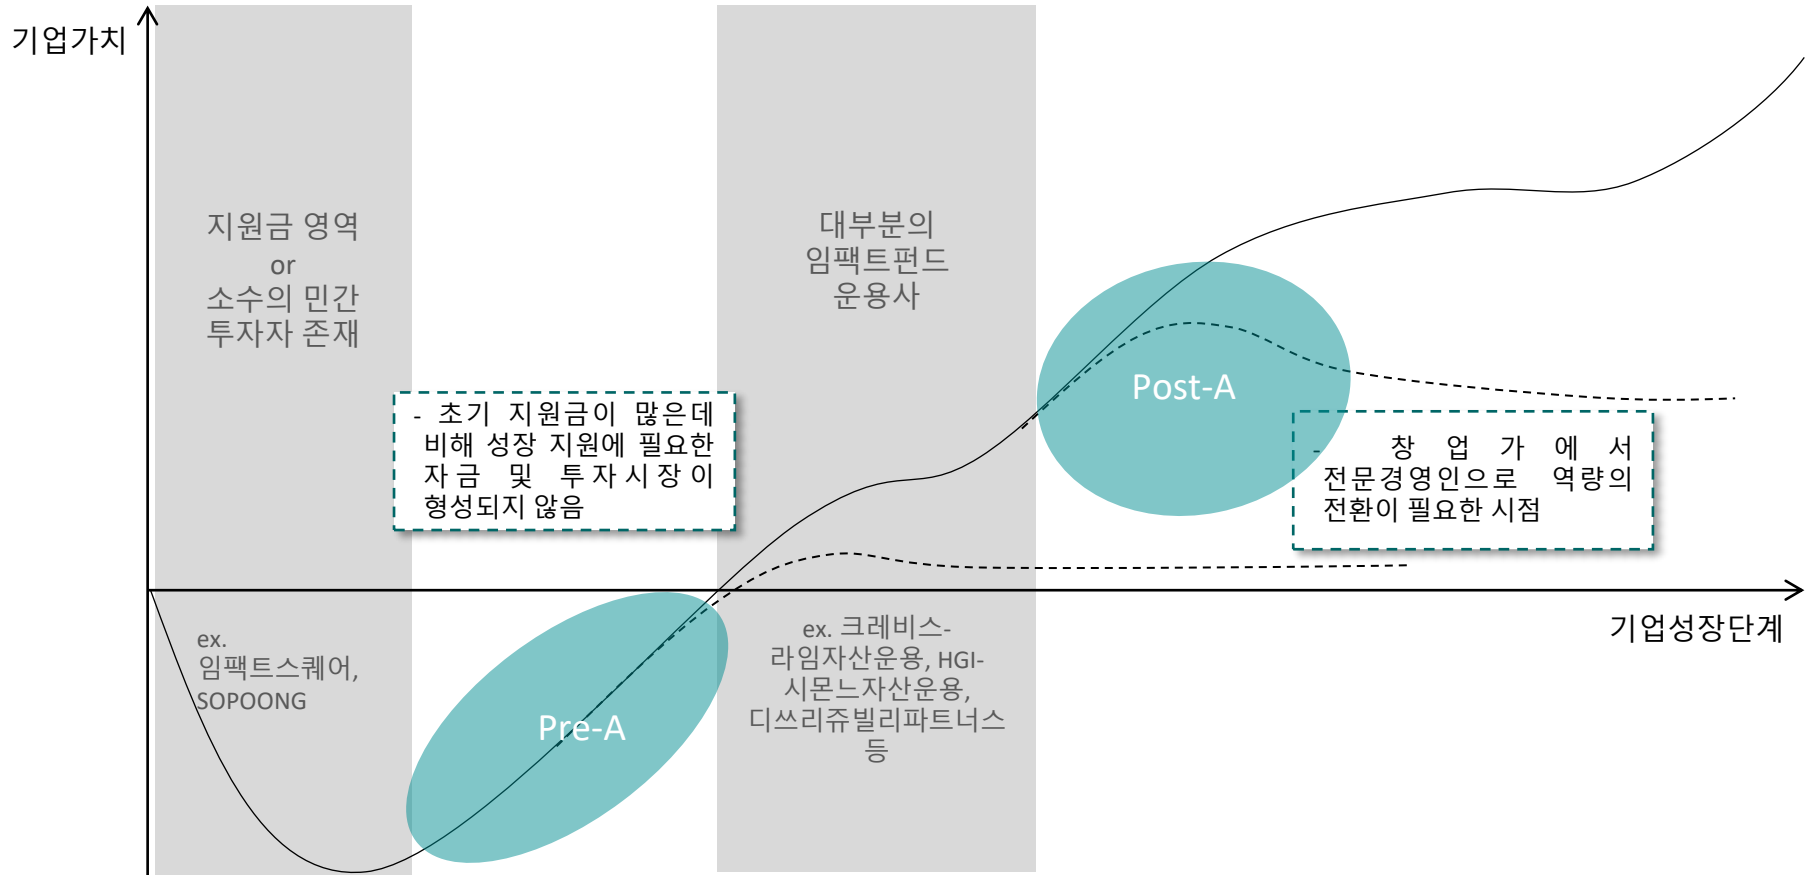 기업가치
지원금 영역
or
소수의 민간
투자자 존재
대부분의
임팩트펀드
운용사
Post-A
- 초기 지원금이 많은데
비해 성장 지원에 필요한
자금 및 투자시장이
형성되지 않음
- 창업가에서
전문경영인으로 역량의
전환이 필요한 시점
기업성장단계
ex.
임팩트스퀘어,
SOPOONG
Pre-A
ex. 크레비스-
라임자산운용, HGI-
시몬느자산운용,
디쓰리쥬빌리파트너스
등